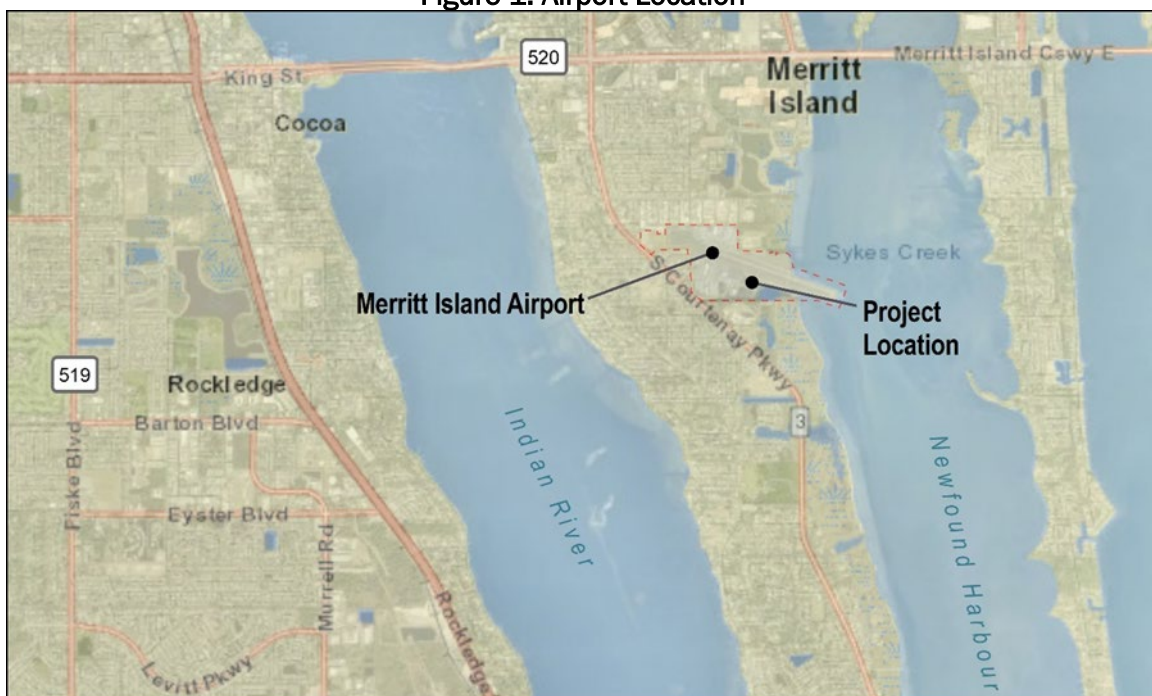 Figure 1. Airport Location
520
Merritt Island Cswy E
King St
Merritt
Island
Cocoa
Sykes Creek
Merritt Island Airport
S Courtenay Pkwy
Project
Location
519
Rockledge
Barton Blvd
3
Indian River
Newfound Harbour
Fiske Blvd
Eyster Blvd
Murrell Rd
Rockledge
Levitt Pkwy